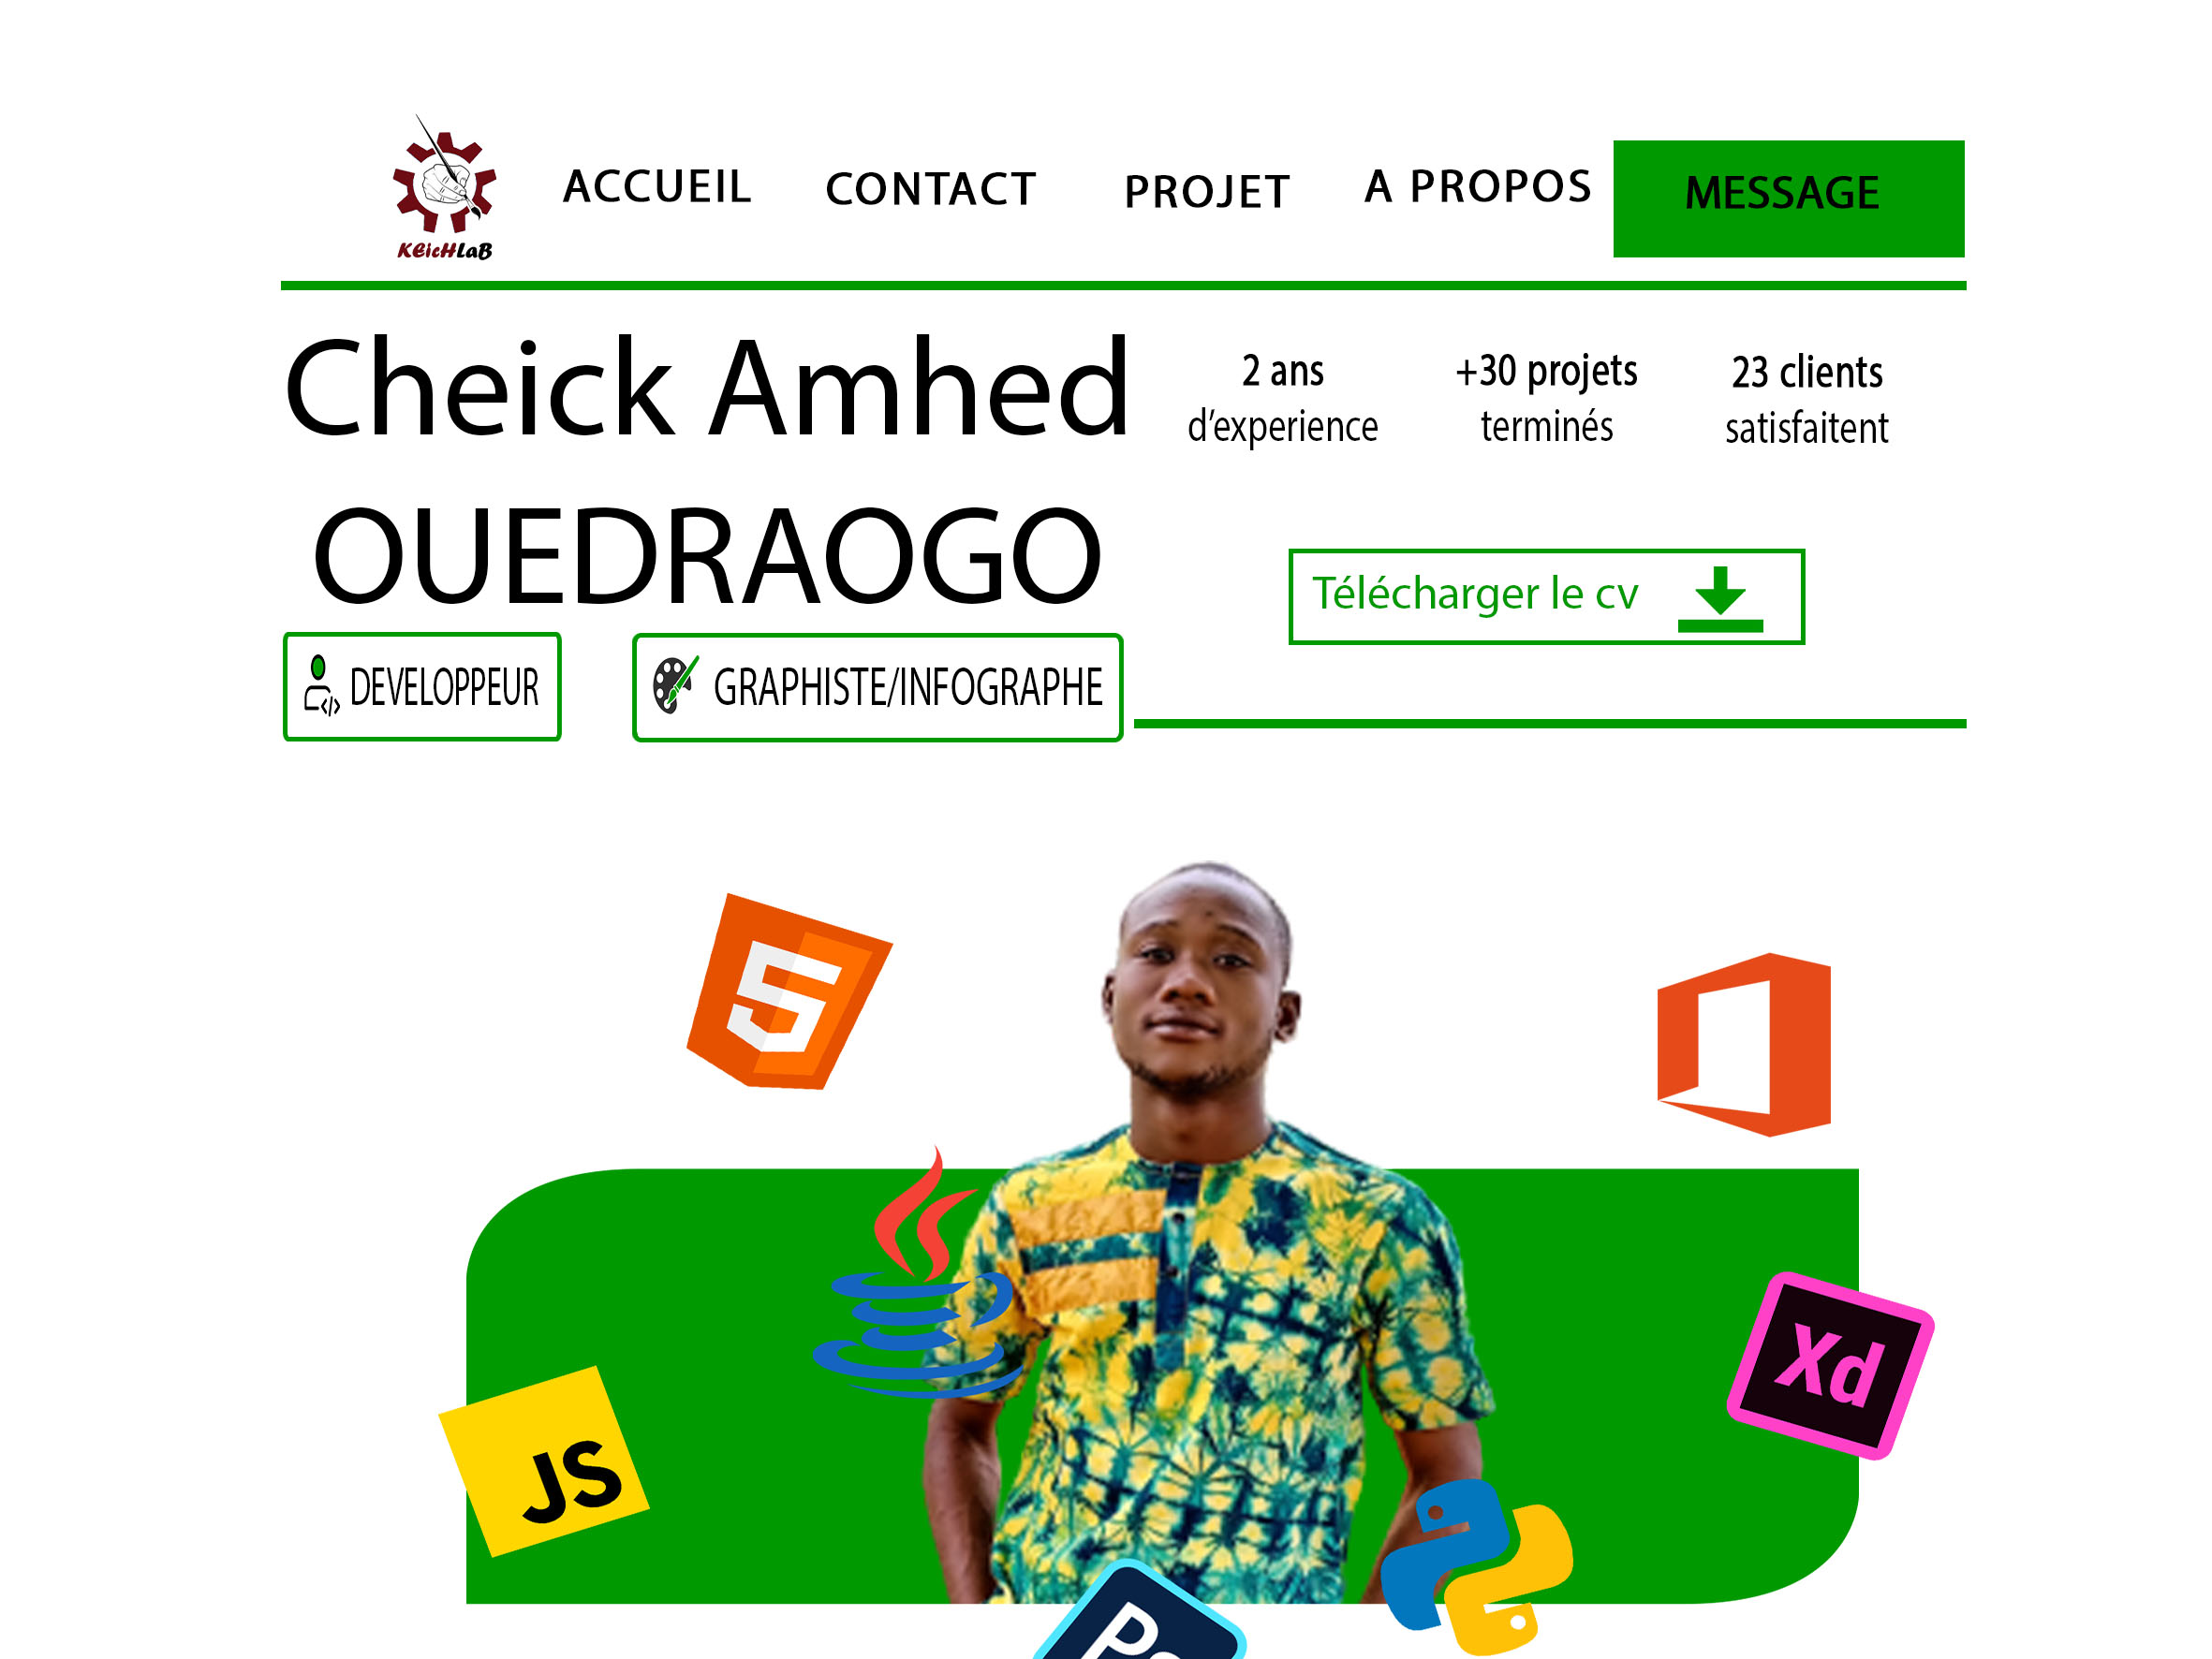 KEicHLaB
ACCUEIL
CONTACT
PROJET
A PROPOS
MESSAGE
Cheick Amhed
OUEDRAOGO
2 ans
d'experience
+30 projets
terminés
23 clients
satisfaitent
Télécharger le cv
DEVELOPPEUR
GRAPHISTE/INFOGRAPHE
5
JS
Xd